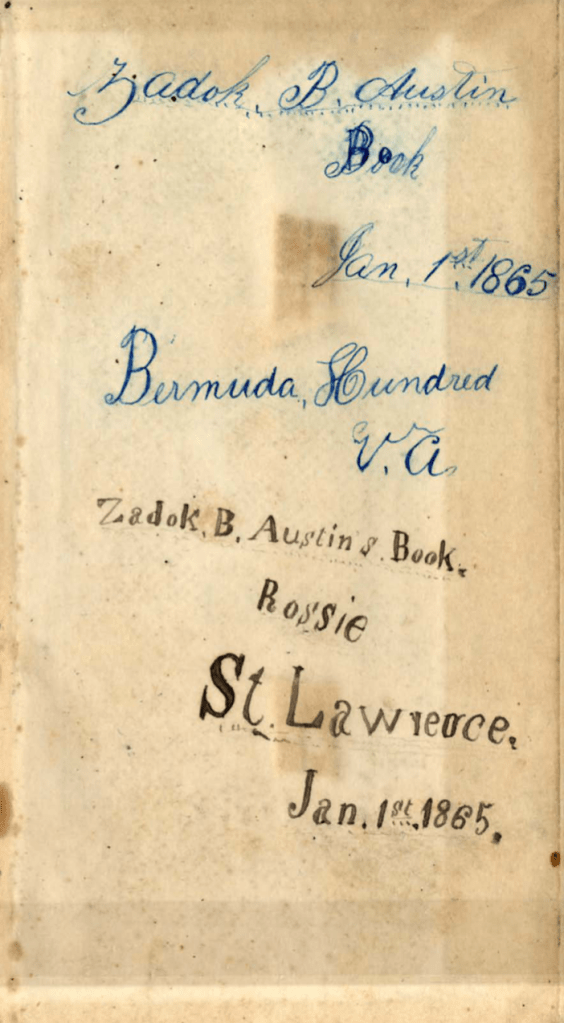 Zadok. B. Austin
Book
Jan. 1st. 1865
Bermuda, Hundred
V. A.
Zadok. B. Austin's Book.
Rossie
St. Lawrence.
Jan. 1st. 1865.